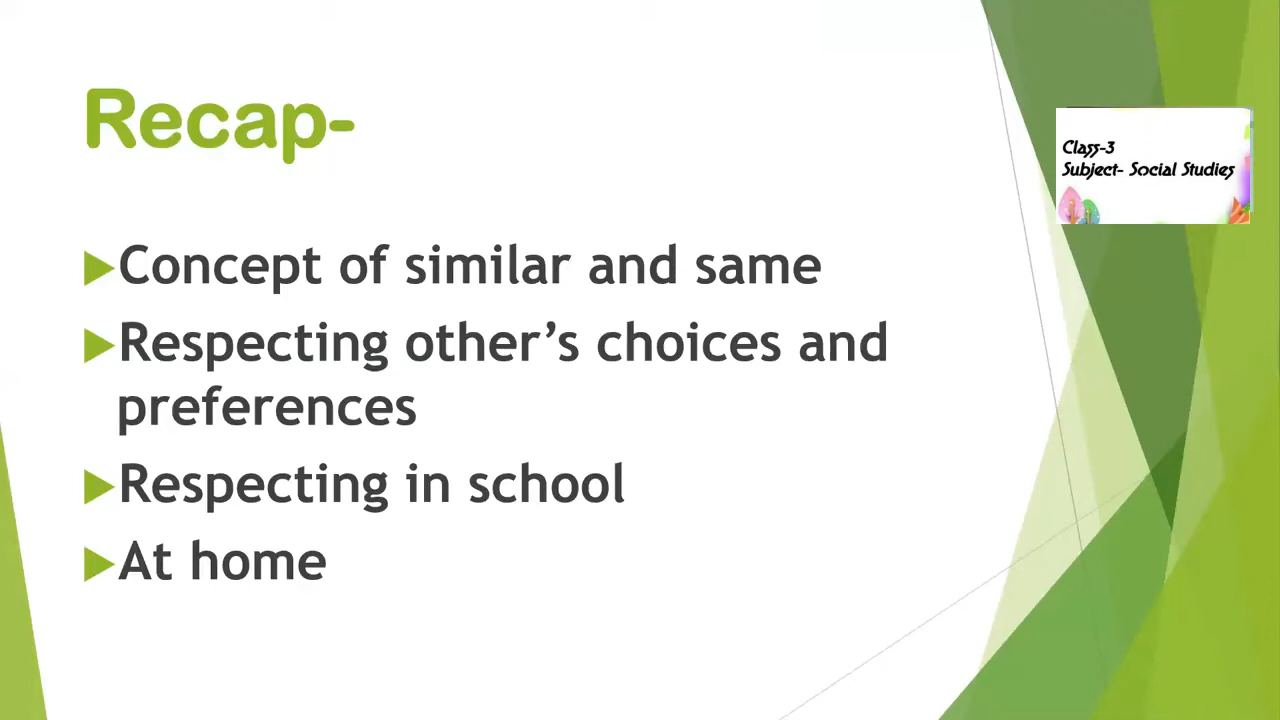 Recap-
Class-3
Subject- Social Studies
Concept of similar and same
Respecting other’s choices and
preferences
Respecting in school
At home